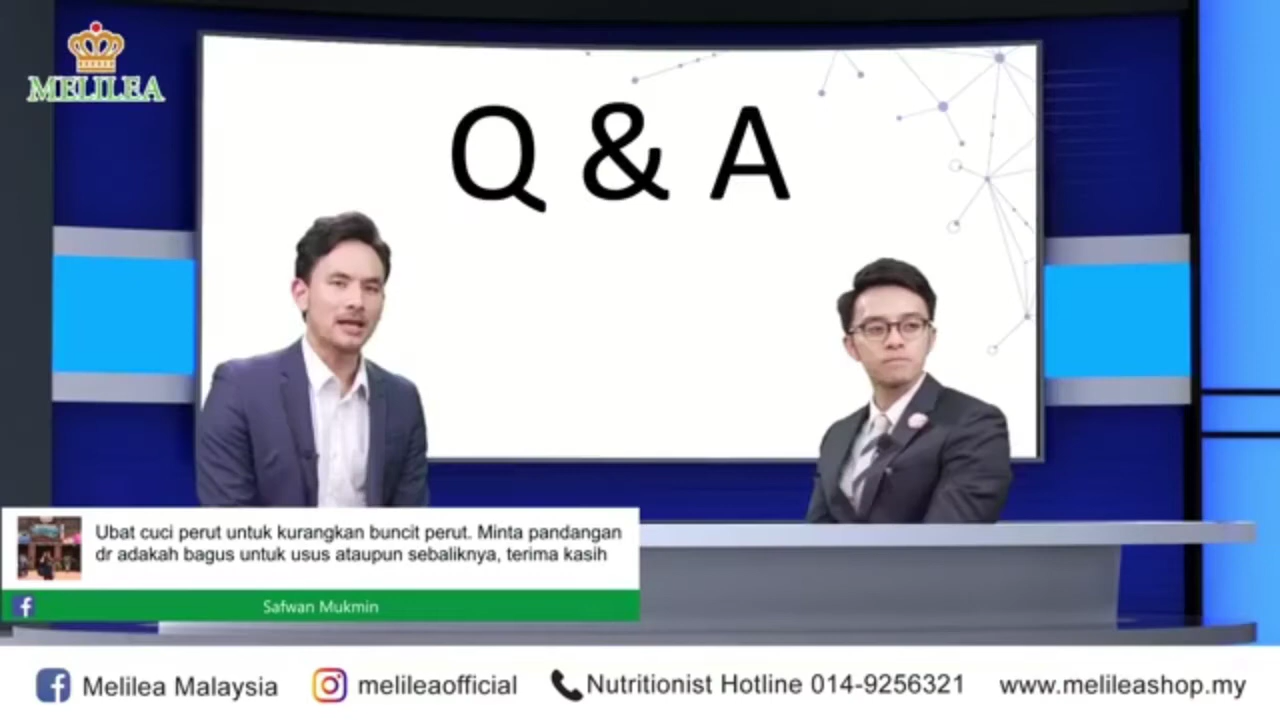 MELILEA
Q & A
Ubat cuci perut untuk kurangkan buncit perut. Minta pandangan
dr adakah bagus untuk usus ataupun sebaliknya, terima kasih
Safwan Mukmin
Melilea Malaysia
melileaofficial
Nutritionist Hotline 014-9256321
www.melileashop.my